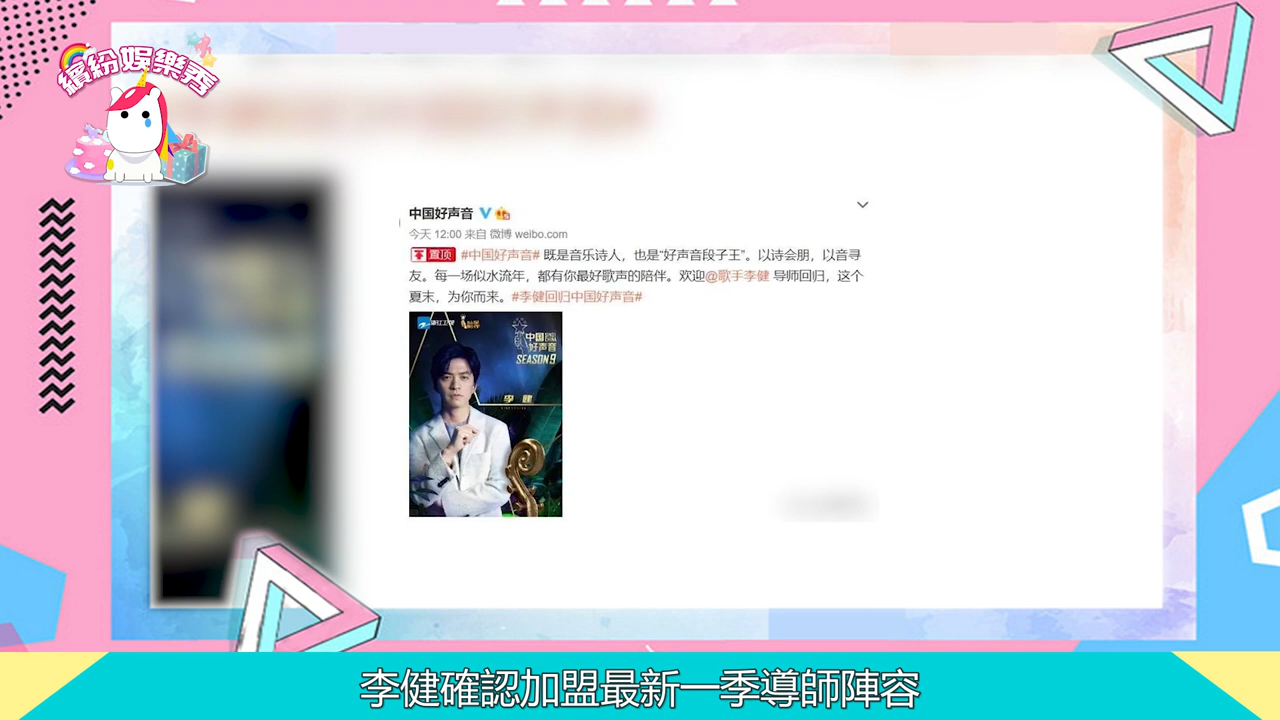 繽紛娛樂秀
中国好声音
今天 12:00 来自 微博 weibo.com
置顶 #中国好声音# 既是音乐诗人，也是“好声音段子王”。以诗会朋，以音寻
友。每一场似水流年，都有你最好歌声的陪伴。欢迎@歌手李健 导师回归，这个
夏末，为你而来。#李健回归中国好声音#
中国
好声音
SEASON9
李健
李健確認加盟最新一季導師陣容